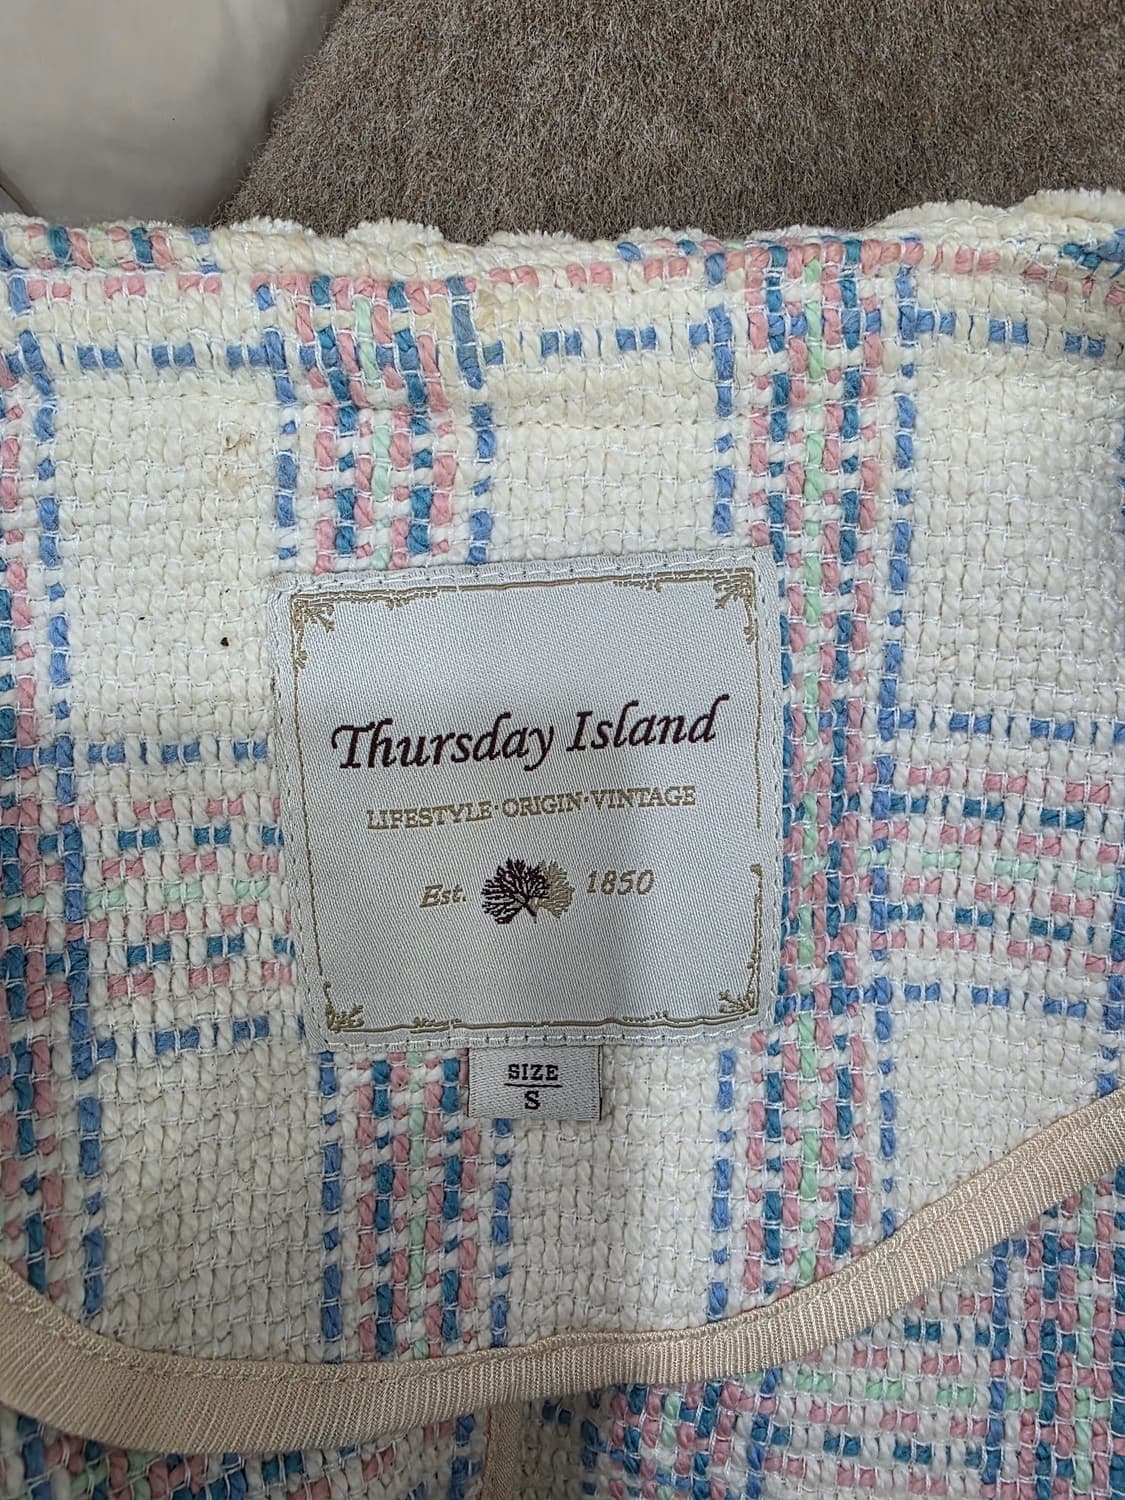 Thursday Island
LIFESTYLE·ORIGIN·VINTAGE
Est. 1850
SIZE
S